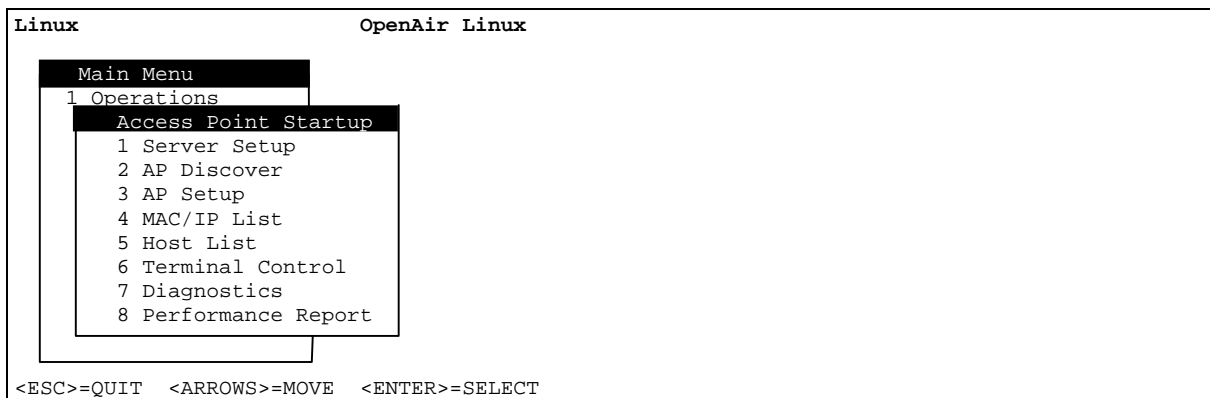 Linux OpenAir Linux
Main Menu
1 Operations
Access Point Startup
1 Server Setup
2 AP Discover
3 AP Setup
4 MAC/IP List
5 Host List
6 Terminal Control
7 Diagnostics
8 Performance Report
<ESC>=QUIT <ARROWS>=MOVE <ENTER>=SELECT